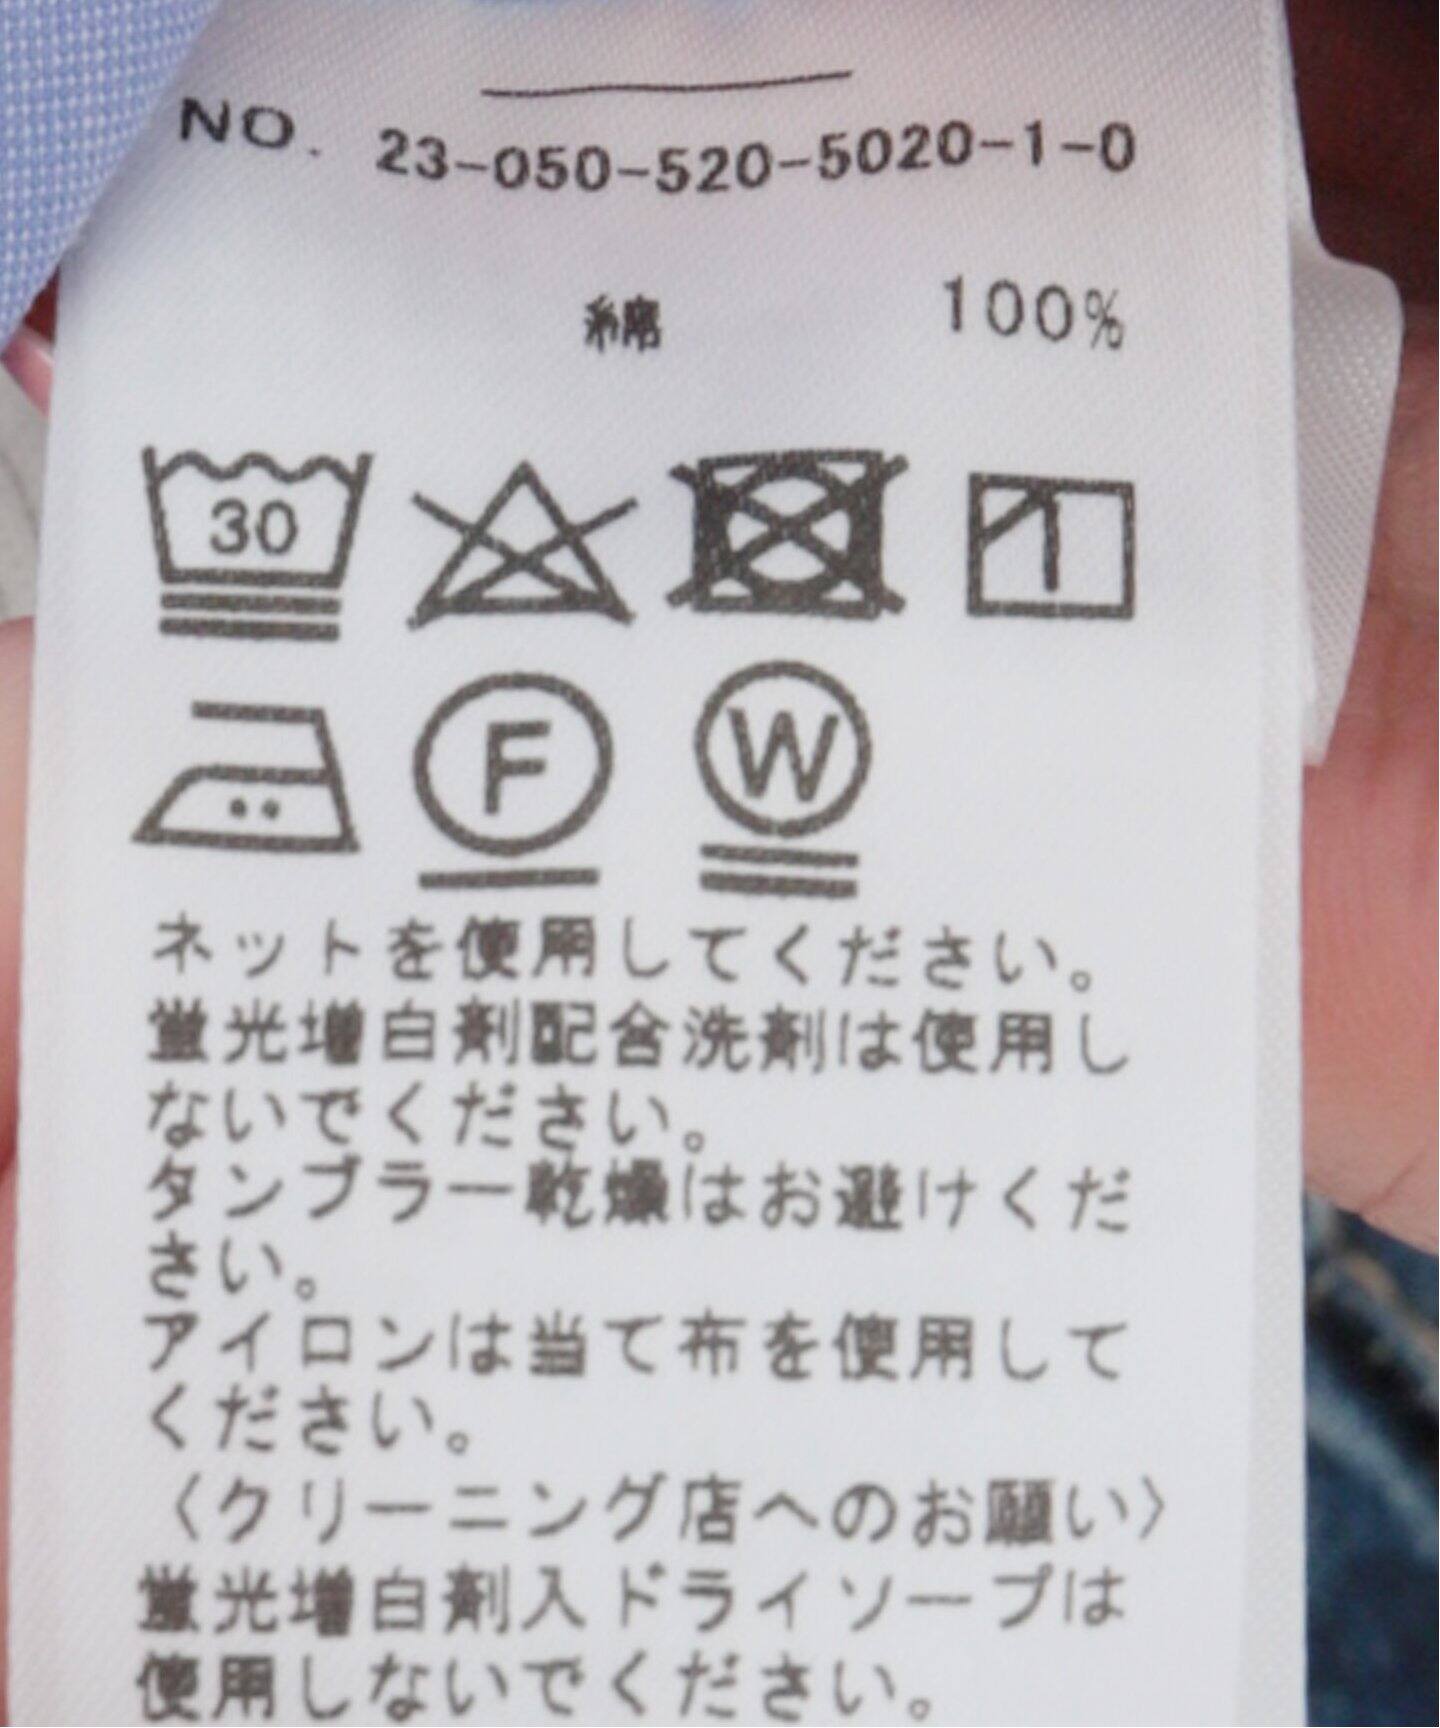 NO. 23-050-520-5020-1-0
綿 100%
30
F
W
ネットを使用してください。
蛍光増白剤配合洗剤は使用し
ないでください。
タンブラー乾燥はお避けくだ
さい。
アイロンは当て布を使用して
ください。
〈クリーニング店へのお願い〉
蛍光増白剤入ドライソープは
使用しないでください。